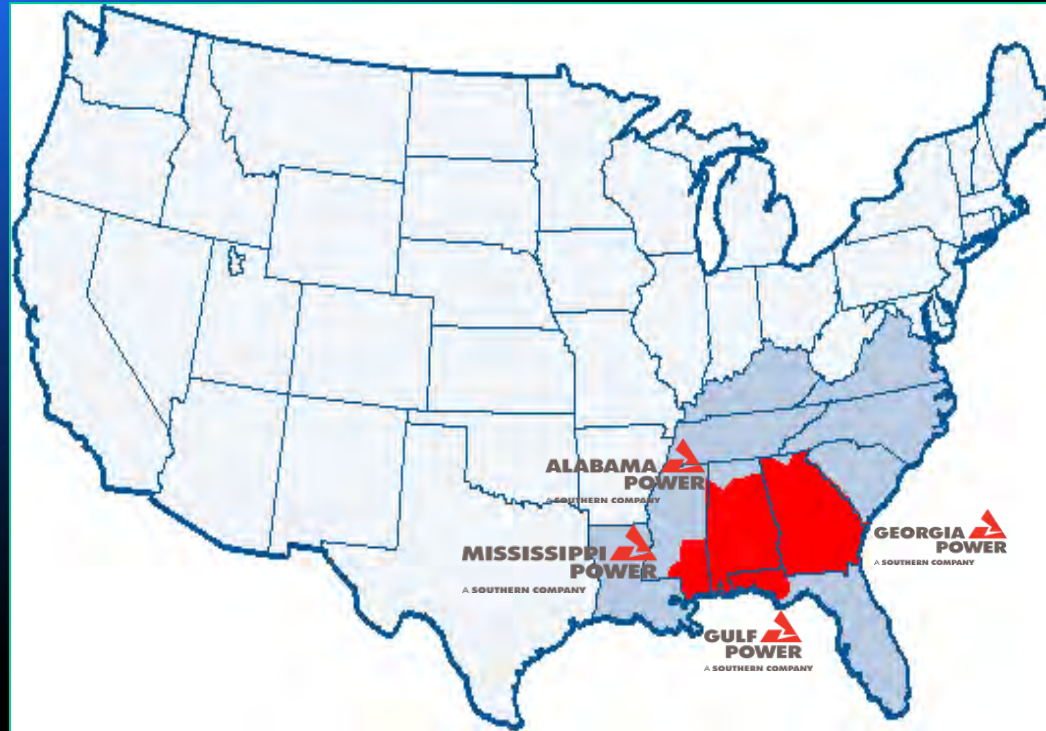 ALABAMA
POWER
A SOUTHERN COMPANY
MISSISSIPPI
POWER
A SOUTHERN COMPANY
GEORGIA
POWER
A SOUTHERN COMPANY
GULF
POWER
A SOUTHERN COMPANY